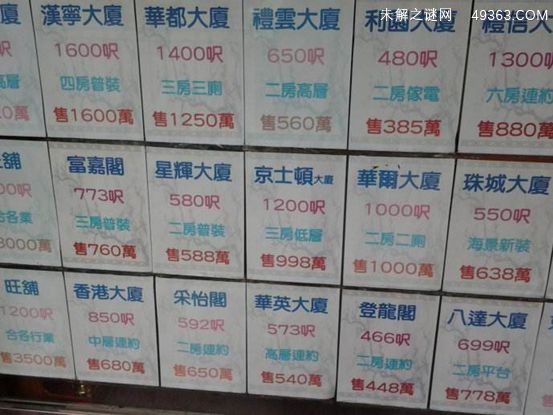 未解之谜网 49363.COM
廈
漢寧大廈
1600呎
四房普裝
售1600萬
華都大廈
1400呎
三房三厠
售1250萬
禮雲大廈
650呎
二房高層
售560萬
利園大廈
480呎
二房傢電
售385萬
禮信大廈
1300呎
六房連約
售880萬
富嘉閣
773呎
三房普裝
售760萬
星輝大廈
580呎
二房普裝
售588萬
京士頓大廈
1200呎
三房低層
售998萬
華爾大廈
1000呎
二房二厠
售1000萬
珠城大廈
550呎
海景新裝
售638萬
旺舖
1200呎
合各行業
售3500萬
香港大廈
850呎
中層連約
售680萬
采怡閣
592呎
二房連約
售650萬
華英大廈
573呎
高層連約
售540萬
登龍閣
466呎
二房連約
售448萬
八達大廈
699呎
二房平台
售778萬